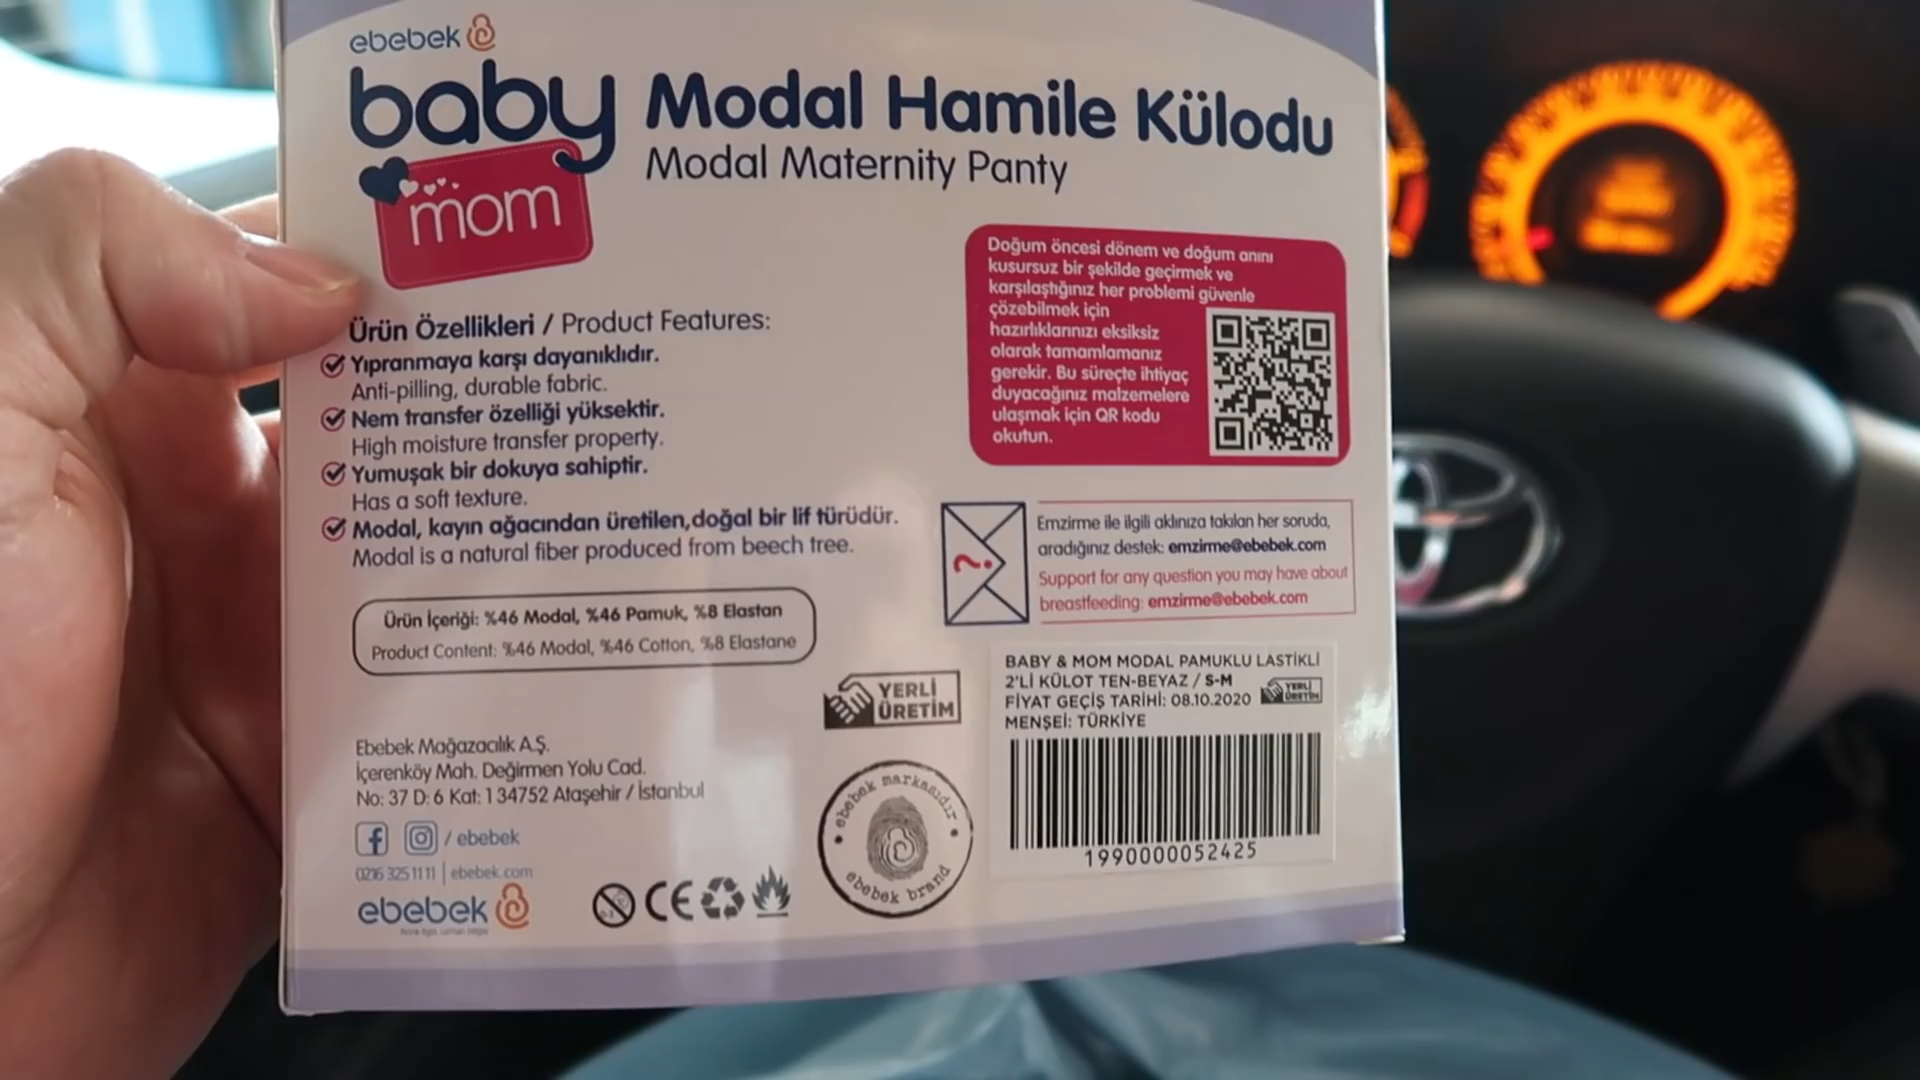 ebebek
baby
mom
Modal Hamile Külodu
Modal Maternity Panty
Doğum öncesi dönem ve doğum anını
kusursuz bir şekilde geçirmek ve
karşılaştığınız her problemi güvenle
çözebilmek için
hazırlıklarınızı eksiksiz
olarak tamamlamanız
gerekir. Bu süreçte ihtiyaç
duyacağınız malzemelere
ulaşmak için QR kodu
okutun.
Ürün Özellikleri / Product Features:
Yıpranmaya karşı dayanıklıdır.
Anti-pilling, durable fabric.
Nem transfer özelliği yüksektir.
High moisture transfer property.
Yumuşak bir dokuya sahiptir.
Has a soft texture.
Modal, kayın ağacından üretilen, doğal bir lif türüdür.
Modal is a natural fiber produced from beech tree.
?
Emzirme ile ilgili aklınıza takılan her soruda,
aradığınız destek: emzirme@ebebek.com
Support for any question you may have about
breastfeeding: emzirme@ebebek.com
Ürün İçeriği: %46 Modal, %46 Pamuk, %8 Elastan
Product Content: %46 Modal, %46 Cotton, %8 Elastane
YERLİ
ÜRETİM
BABY & MOM MODAL PAMUKLU LASTİKLİ
2'Lİ KÜLOT TEN-BEYAZ / S-M
FİYAT GEÇİŞ TARİHİ: 08.10.2020
YERLİ
ÜRETİM
MENŞEİ: TÜRKİYE
1990000052425
Ebebek Mağazacılık A.Ş.
İçerenköy Mah. Değirmen Yolu Cad.
No: 37 D: 6 Kat: 1 34752 Ataşehir / İstanbul
/ ebebek
0216 325 11 11 | ebebek.com
ebebek
CE
ebebek markasıdır
ebebek brand